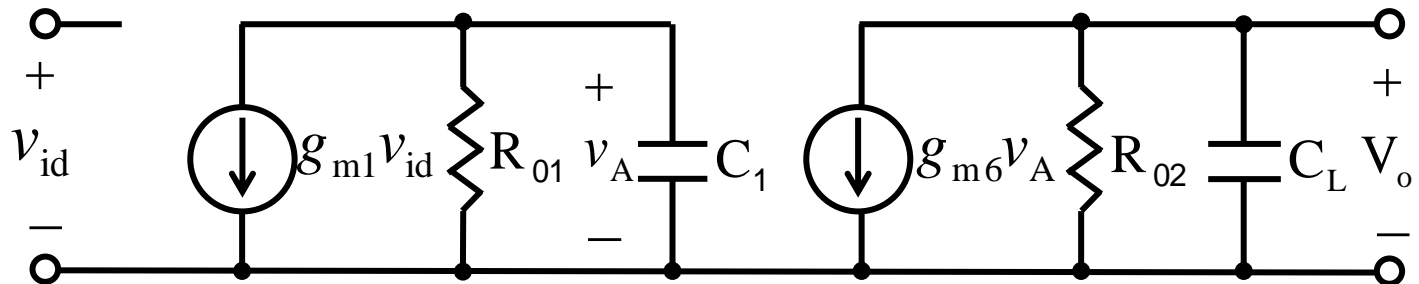 +
v_id
−
g_m1 v_id
R_01
+
v_A
−
C_1
g_m6 v_A
R_02
C_L
+
V_o
−